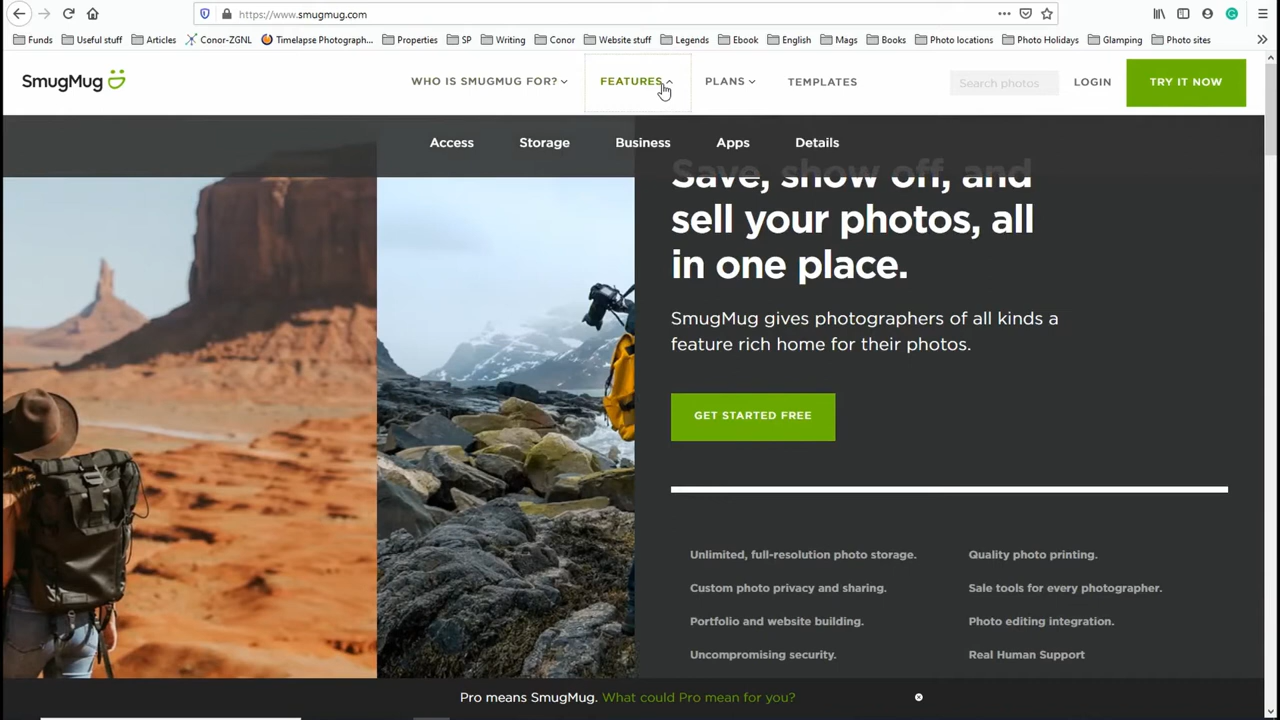 https://www.smugmug.com
Funds Useful stuff Articles Conor-ZGNL Timelapse Photograph... Properties SP Writing Conor Website stuff Legends Ebook English Mags Books Photo locations Photo Holidays Glamping Photo sites
SmugMug
WHO IS SMUGMUG FOR? FEATURES PLANS TEMPLATES Search photos LOGIN TRY IT NOW
Access Storage Business Apps Details
Save, show off, and
sell your photos, all
in one place.
SmugMug gives photographers of all kinds a
feature rich home for their photos.
GET STARTED FREE
Unlimited, full-resolution photo storage. Quality photo printing.
Custom photo privacy and sharing. Sale tools for every photographer.
Portfolio and website building. Photo editing integration.
Uncompromising security. Real Human Support
Pro means SmugMug. What could Pro mean for you?